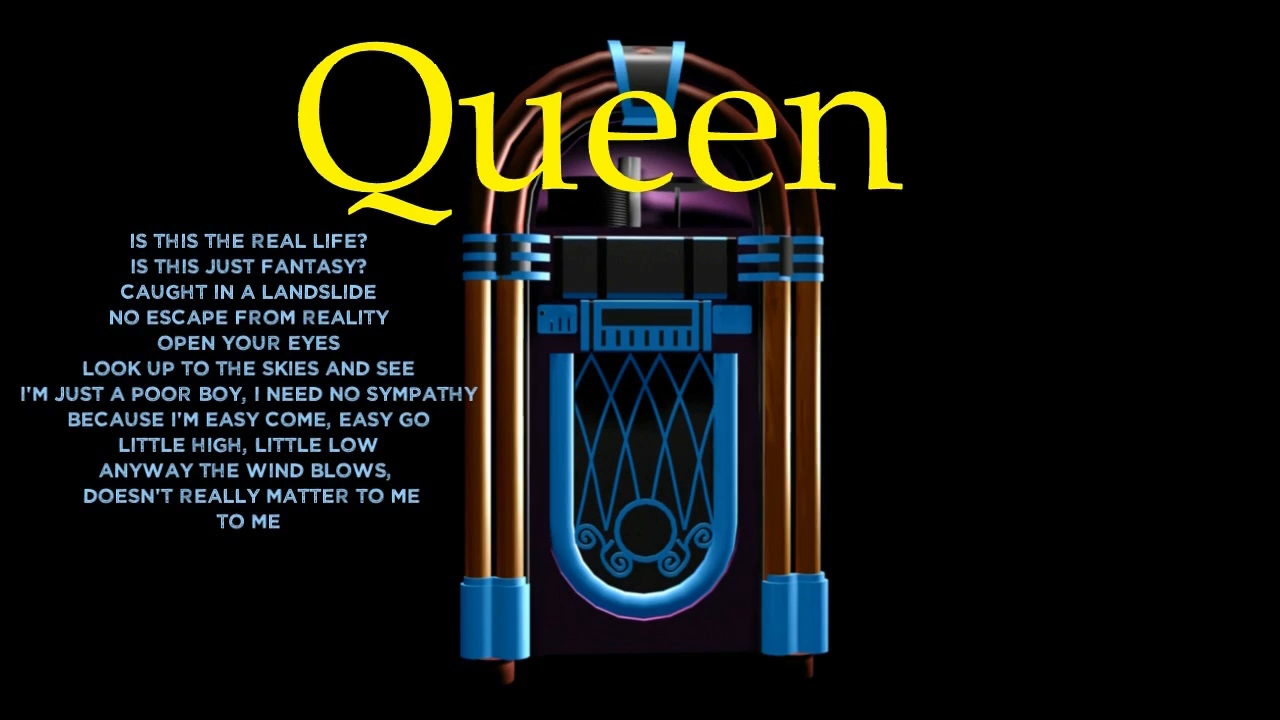 Queen
IS THIS THE REAL LIFE?
IS THIS JUST FANTASY?
CAUGHT IN A LANDSLIDE
NO ESCAPE FROM REALITY
OPEN YOUR EYES
LOOK UP TO THE SKIES AND SEE
I'M JUST A POOR BOY, I NEED NO SYMPATHY
BECAUSE I'M EASY COME, EASY GO
LITTLE HIGH, LITTLE LOW
ANYWAY THE WIND BLOWS,
DOESN'T REALLY MATTER TO ME
TO ME